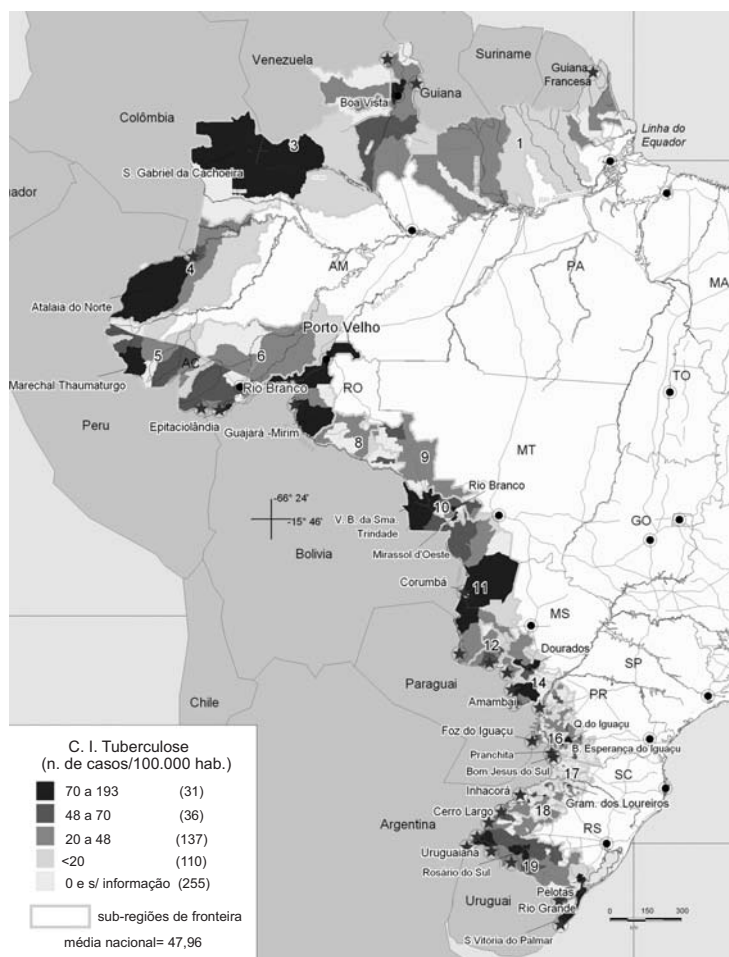 Suriname
Venezuela
Guiana
Francesa
Boa Vista
Guiana
Colômbia
Linha do
Equador
3
1
S. Gabriel da Cachoeira
uador
AM
PA
MA
4
Atalaia do Norte
Porto Velho
5
AC
6
TO
Marechal Thaumaturgo
Rio Branco
RO
Epitaciolândia
Peru
Guajará -Mirim
8
9
MT
Rio Branco
-66° 24'
10
-15° 46'
V. B. da Sma
Trindade
GO
Bolivia
Mirassol d'Oeste
Corumbá
11
MS
12
Dourados
SP
Paraguai
14
Chile
Amambai
PR
Q.do Iguaçu
Foz do Iguaçu
16
B. Esperança do Iguaçu
Pranchita
Bom Jesus do Sul
17
SC
Inhacorá
Gram. dos Loureiros
Cerro Largo
18
Argentina
RS
Uruguaiana
Rosário do Sul
19
Pelotas
Uruguai
Rio Grande
S.Vitoria do Palmar
0 150 300
km
C. I. Tuberculose
(n. de casos/100.000 hab.)
70 a 193 (31)
48 a 70 (36)
20 a 48 (137)
<20 (110)
0 e s/ informação (255)
sub-regiões de fronteira
média nacional= 47,96